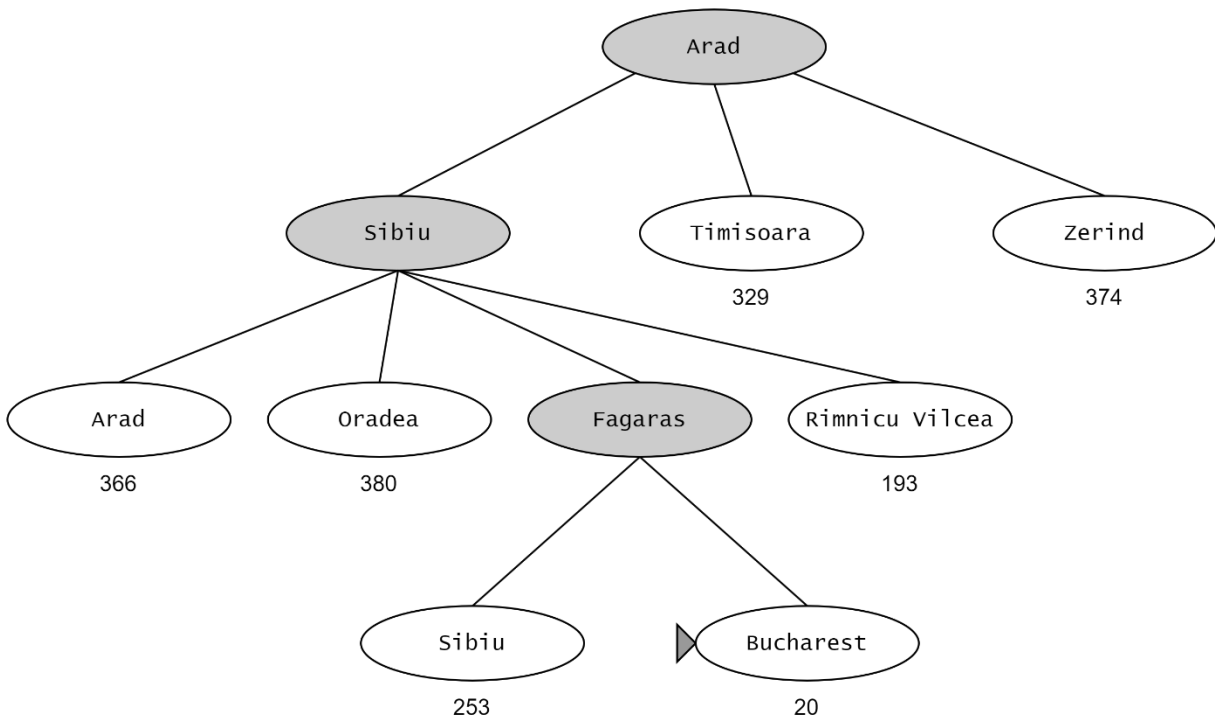 Arad
Sibiu Timisoara Zerind
329 374
Arad Oradea Fagaras Rimnicu Vilcea
366 380 193
Sibiu Bucharest
253 20